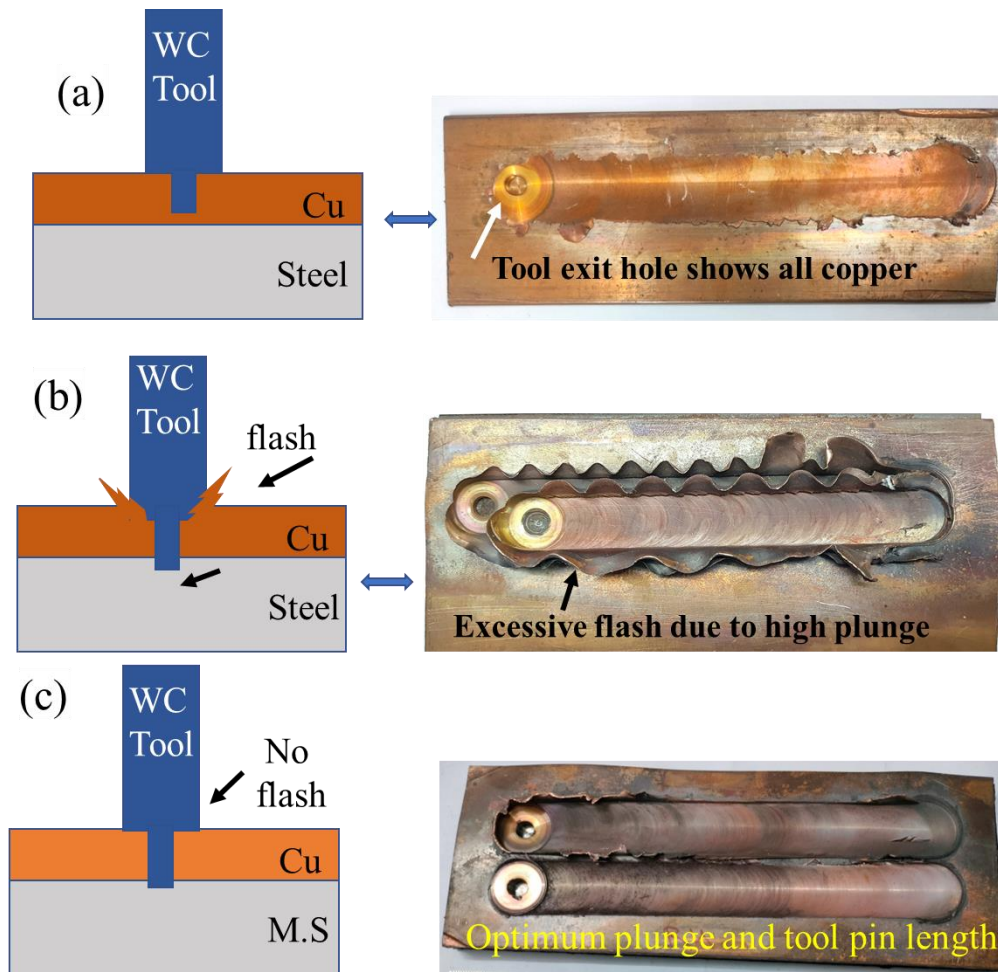 (a)
WC
Tool
Cu
Steel
Tool exit hole shows all copper
(b)
WC
Tool
flash
Cu
Steel
Excessive flash due to high plunge
(c)
WC
Tool
No
flash
Cu
M.S
Optimum plunge and tool pin length